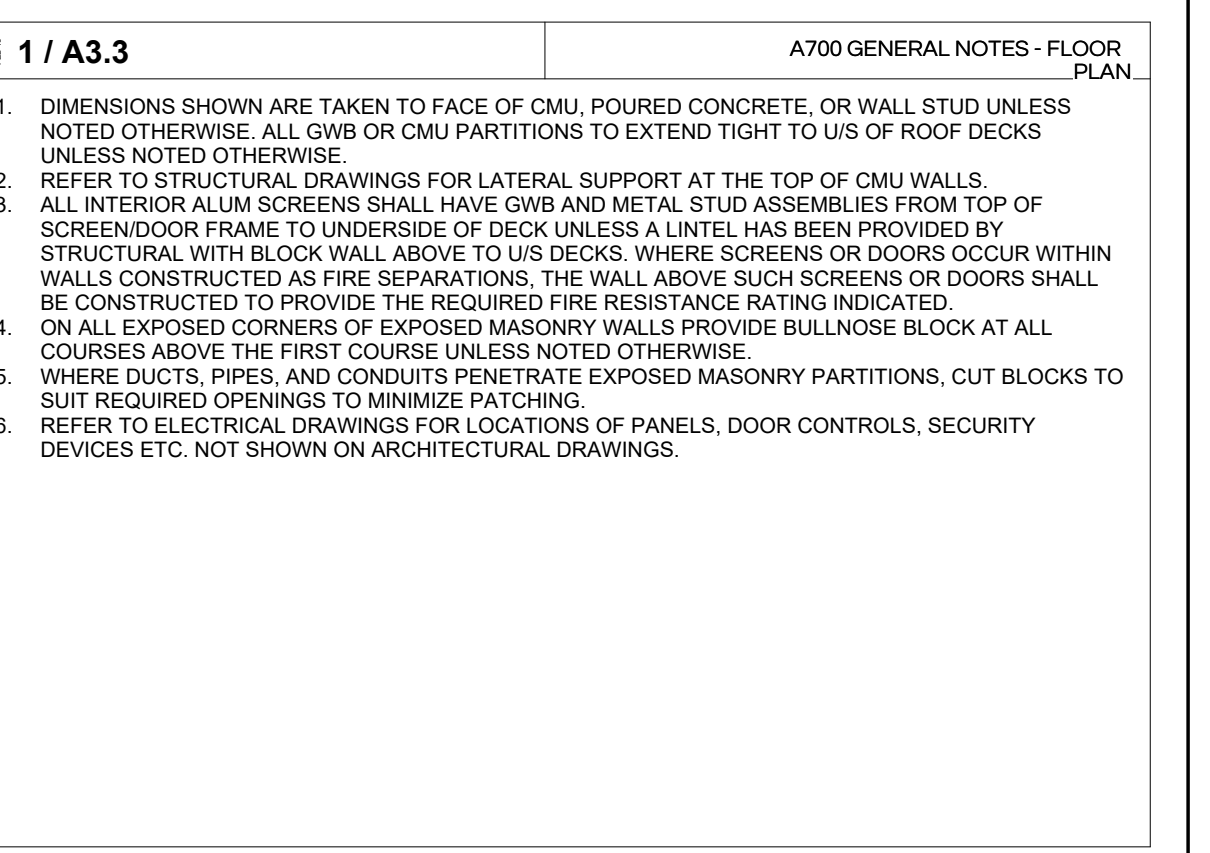 1 / A3.3
A700 GENERAL NOTES - FLOOR
PLAN
1. DIMENSIONS SHOWN ARE TAKEN TO FACE OF CMU, POURED CONCRETE, OR WALL STUD UNLESS
NOTED OTHERWISE. ALL GWB OR CMU PARTITIONS TO EXTEND TIGHT TO U/S OF ROOF DECKS
UNLESS NOTED OTHERWISE.
2. REFER TO STRUCTURAL DRAWINGS FOR LATERAL SUPPORT AT THE TOP OF CMU WALLS.
3. ALL INTERIOR ALUM SCREENS SHALL HAVE GWB AND METAL STUD ASSEMBLIES FROM TOP OF
SCREEN/DOOR FRAME TO UNDERSIDE OF DECK UNLESS A LINTEL HAS BEEN PROVIDED BY
STRUCTURAL WITH BLOCK WALL ABOVE TO U/S DECKS. WHERE SCREENS OR DOORS OCCUR WITHIN
WALLS CONSTRUCTED AS FIRE SEPARATIONS, THE WALL ABOVE SUCH SCREENS OR DOORS SHALL
BE CONSTRUCTED TO PROVIDE THE REQUIRED FIRE RESISTANCE RATING INDICATED.
4. ON ALL EXPOSED CORNERS OF EXPOSED MASONRY WALLS PROVIDE BULLNOSE BLOCK AT ALL
COURSES ABOVE THE FIRST COURSE UNLESS NOTED OTHERWISE.
5. WHERE DUCTS, PIPES, AND CONDUITS PENETRATE EXPOSED MASONRY PARTITIONS, CUT BLOCKS TO
SUIT REQUIRED OPENINGS TO MINIMIZE PATCHING.
6. REFER TO ELECTRICAL DRAWINGS FOR LOCATIONS OF PANELS, DOOR CONTROLS, SECURITY
DEVICES ETC. NOT SHOWN ON ARCHITECTURAL DRAWINGS.